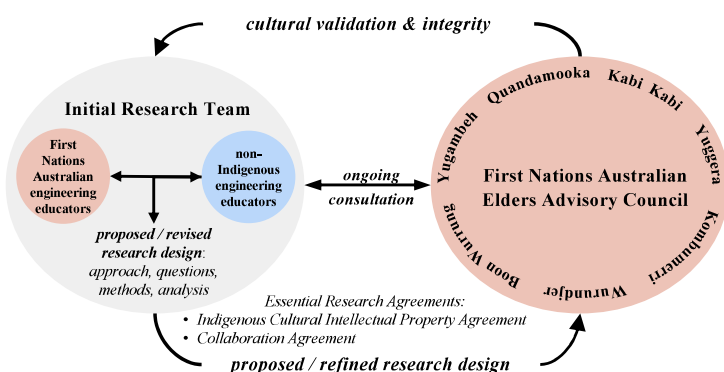 cultural validation & integrity
Initial Research Team
First
Nations
Australian
engineering
educators
non-
Indigenous
engineering
educators
proposed / revised
research design:
approach, questions,
methods, analysis
ongoing
consultation
Quandamooka
Kabi Kabi
Yugambeh
Yuggera
First Nations Australian
Elders Advisory Council
Boon Wurrung
Wurundjer
Kombumerri
Essential Research Agreements:
• Indigenous Cultural Intellectual Property Agreement
• Collaboration Agreement
proposed / refined research design